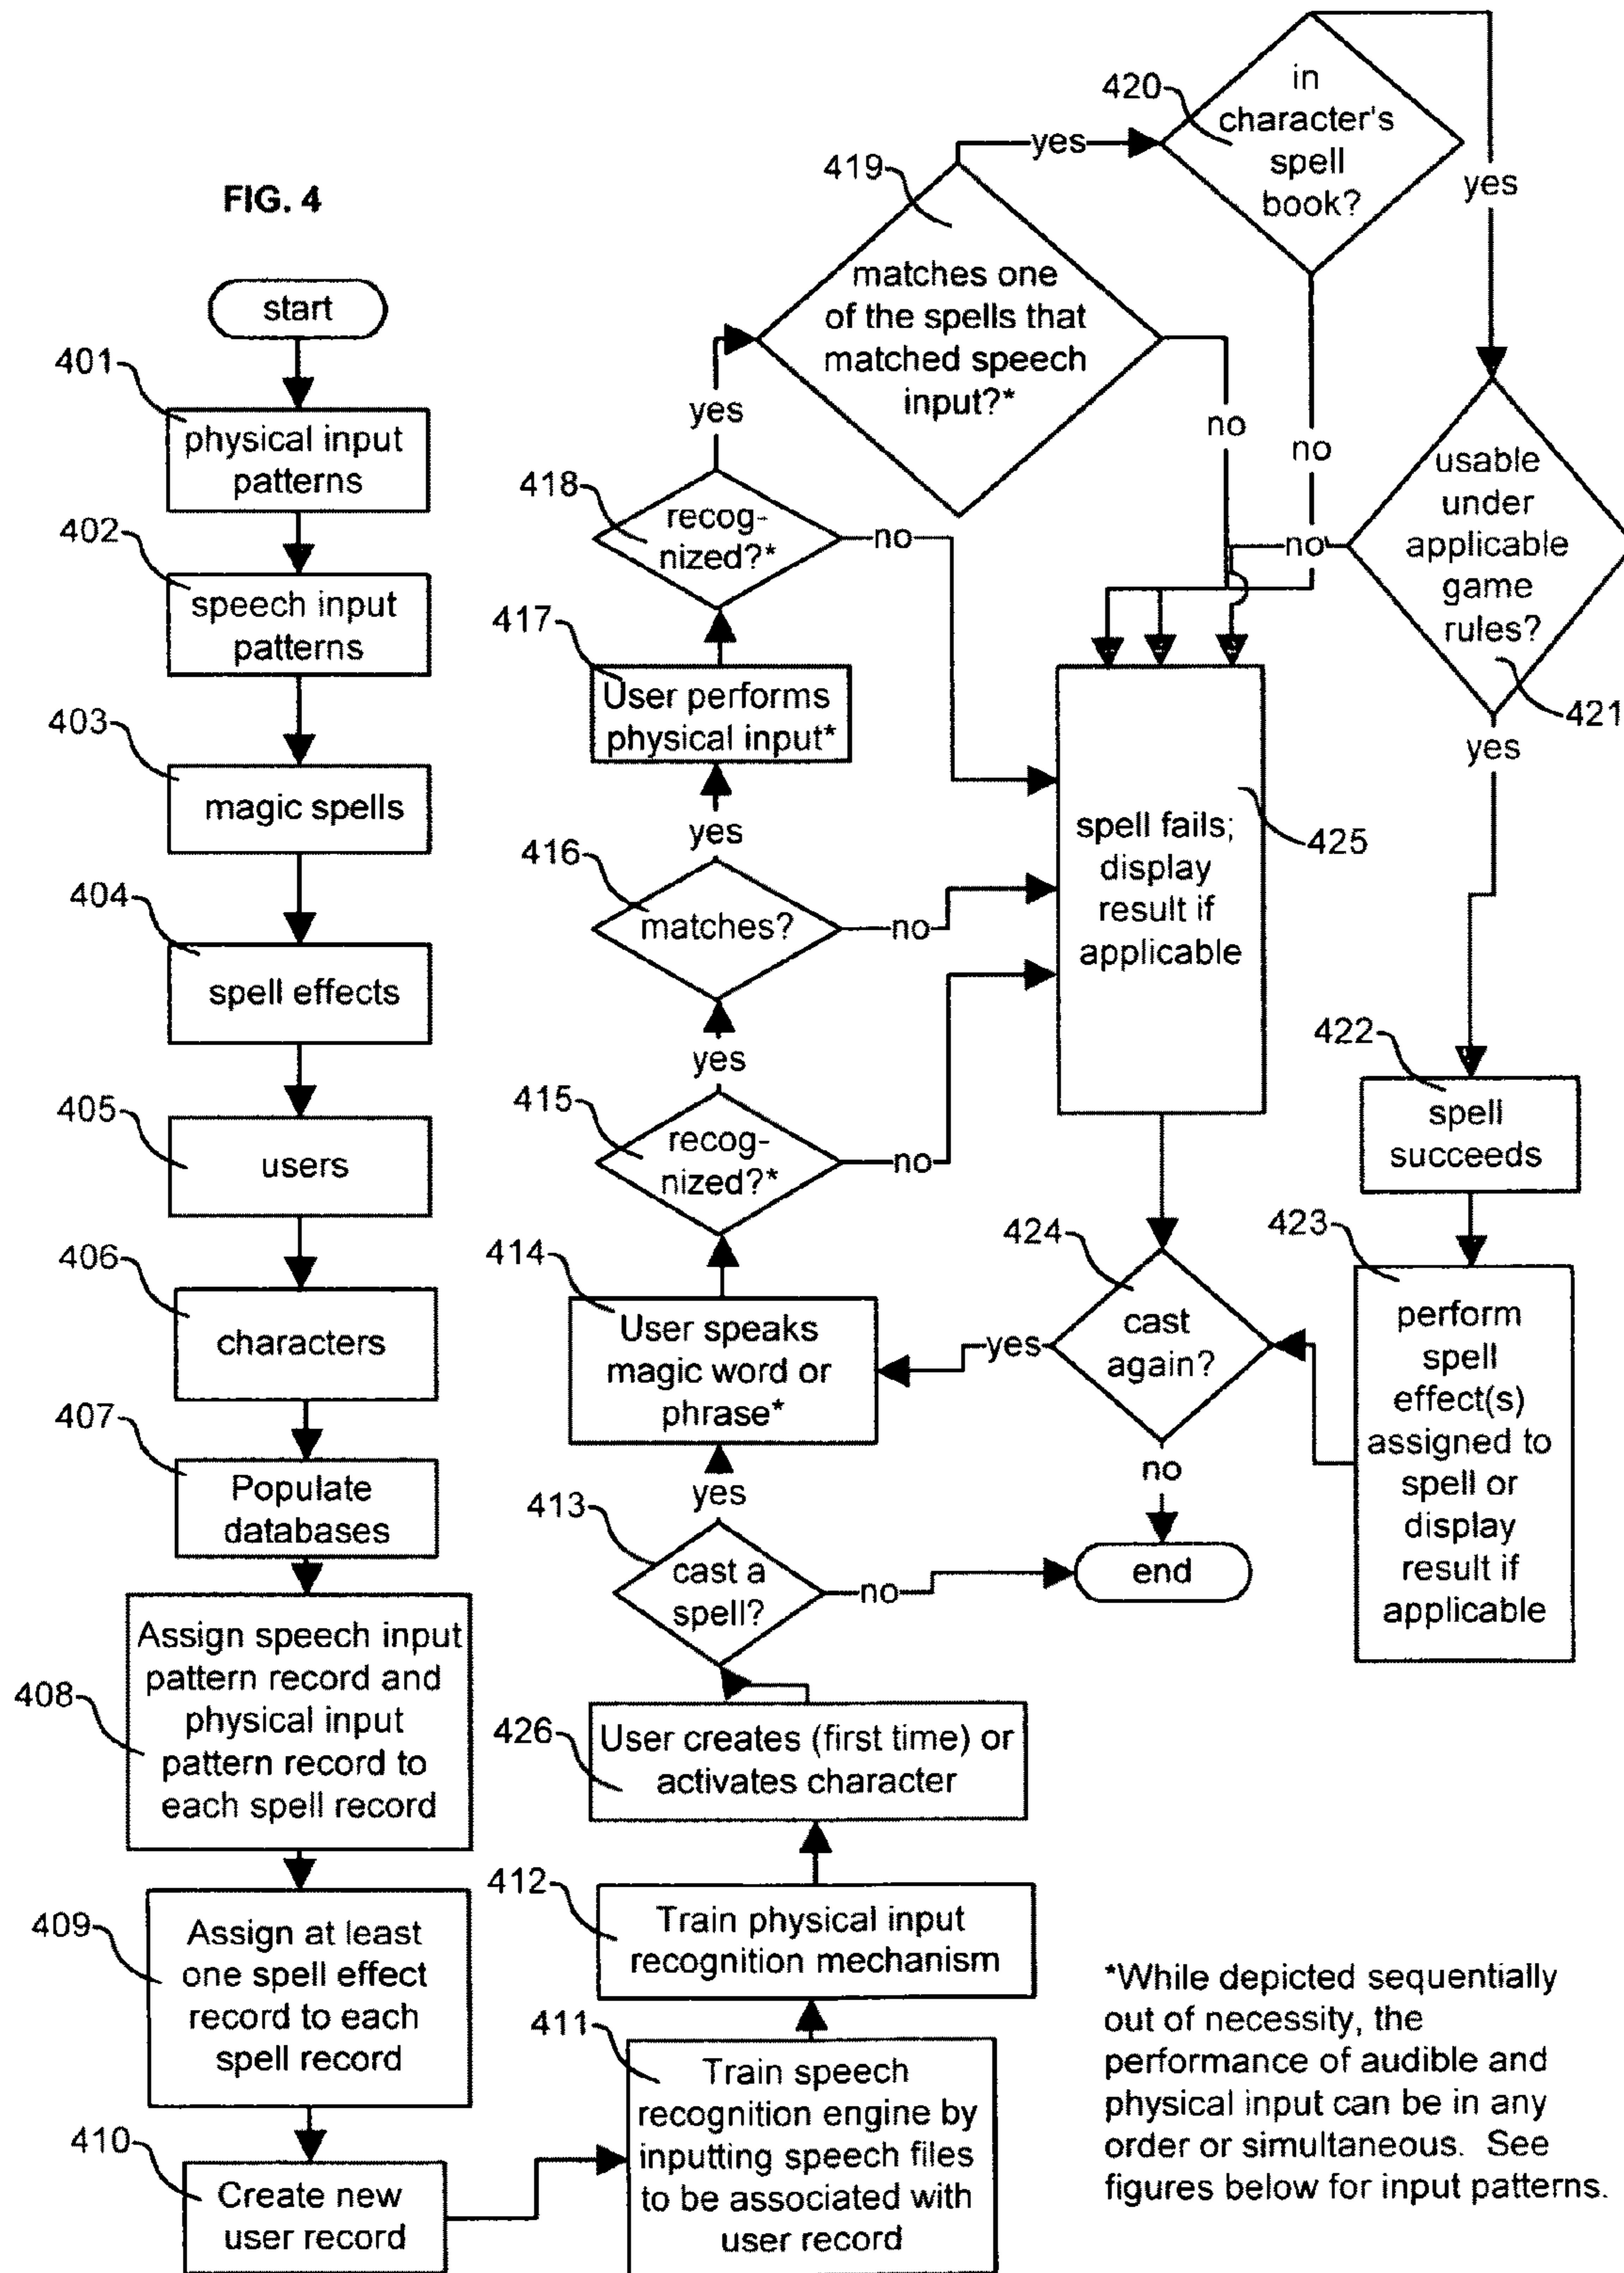 FIG. 4
start
401
physical input
patterns
402
speech input
patterns
403
magic spells
404
spell effects
405
users
406
characters
407
Populate
databases
408
Assign speech input
pattern record and
physical input
pattern record to
each spell record
409
Assign at least
one spell effect
record to each
spell record
410
Create new
user record
411
Train speech
recognition engine by
inputting speech files
to be associated with
user record
412
Train physical input
recognition mechanism
426
User creates (first time) or
activates character
413
cast a
spell?
no
yes
414
User speaks
magic word or
phrase*
415
recog-
nized?*
no
yes
416
matches?
no
yes
417
User performs
physical input*
418
recog-
nized?*
no
yes
419
matches one
of the spells that
matched speech
input?*
no
yes
420
in
character's
spell
book?
no
yes
usable
under
applicable
game
rules?
421
no
yes
422
spell
succeeds
423
perform
spell
effect(s)
assigned to
spell or
display
result if
applicable
spell fails;
display
result if
applicable
425
424
cast
again?
yes
no
end
*While depicted sequentially
out of necessity, the
performance of audible and
physical input can be in any
order or simultaneous. See
figures below for input patterns.